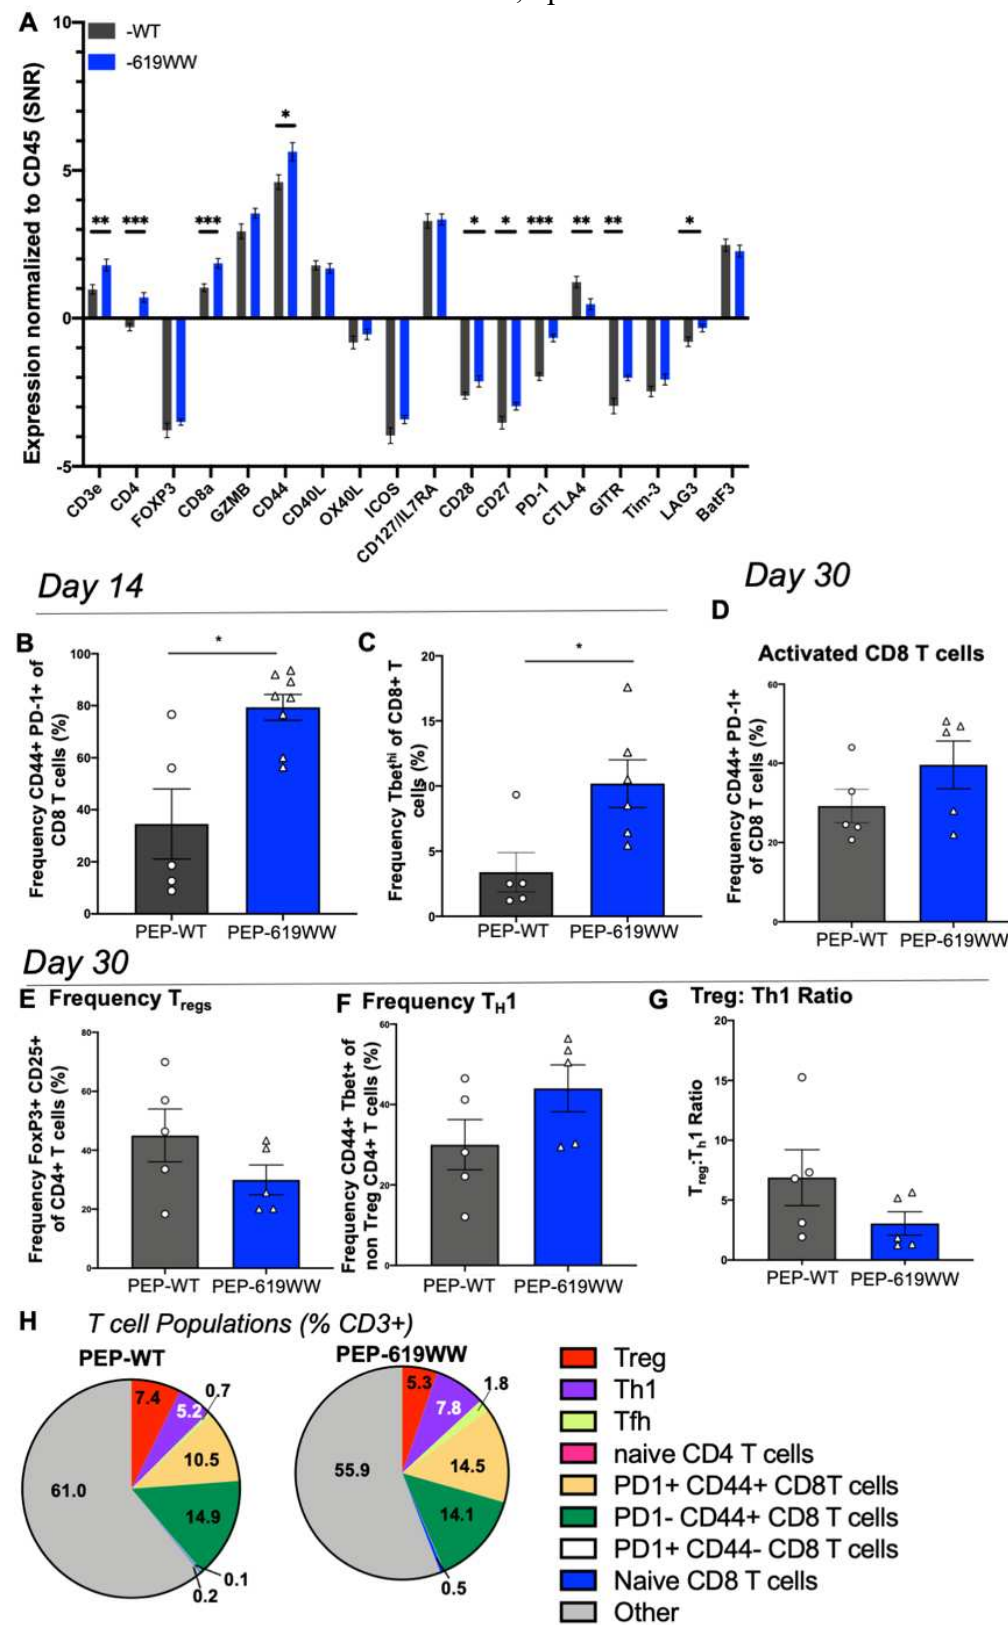 A
Expression normalized to CD45 (SNR)
10
5
0
-5
-WT
-619WW
**
***
***
*
*
*
***
**
**
*
CD3e
CD4
FOXP3
CD8a
GZMB
CD44
CD40L
OX40L
ICOS
CD127/IL7RA
CD28
CD27
PD-1
CTLA4
GITR
Tim-3
LAG3
BatF3
Day 14
Day 30
B
Frequency CD44+ PD-1+ of
CD8 T cells (%)
100
80
60
40
20
0
*
PEP-WT
PEP-619WW
C
Frequency Tbethi of CD8+ T
cells (%)
20
15
10
5
0
*
PEP-WT
PEP-619WW
D
Activated CD8 T cells
Frequency CD44+ PD-1+
of CD8 T cells (%)
60
40
20
0
PEP-WT
PEP-619WW
Day 30
E
Frequency Tregs
Frequency FoxP3+ CD25+
of CD4+ T cells (%)
80
60
40
20
0
PEP-WT
PEP-619WW
F
Frequency TH1
Frequency CD44+ Tbet+ of
non Treg CD4+ T cells (%)
60
40
20
0
PEP-WT
PEP-619WW
G
Treg: Th1 Ratio
Treg:Th1 Ratio
20
15
10
5
0
PEP-WT
PEP-619WW
H
T cell Populations (% CD3+)
PEP-WT
7.4
5.2
0.7
10.5
14.9
0.1
0.2
61.0
PEP-619WW
5.3
7.8
1.8
14.5
14.1
0.5
55.9
Treg
Th1
Tfh
naive CD4 T cells
PD1+ CD44+ CD8T cells
PD1- CD44+ CD8 T cells
PD1+ CD44- CD8 T cells
Naive CD8 T cells
Other